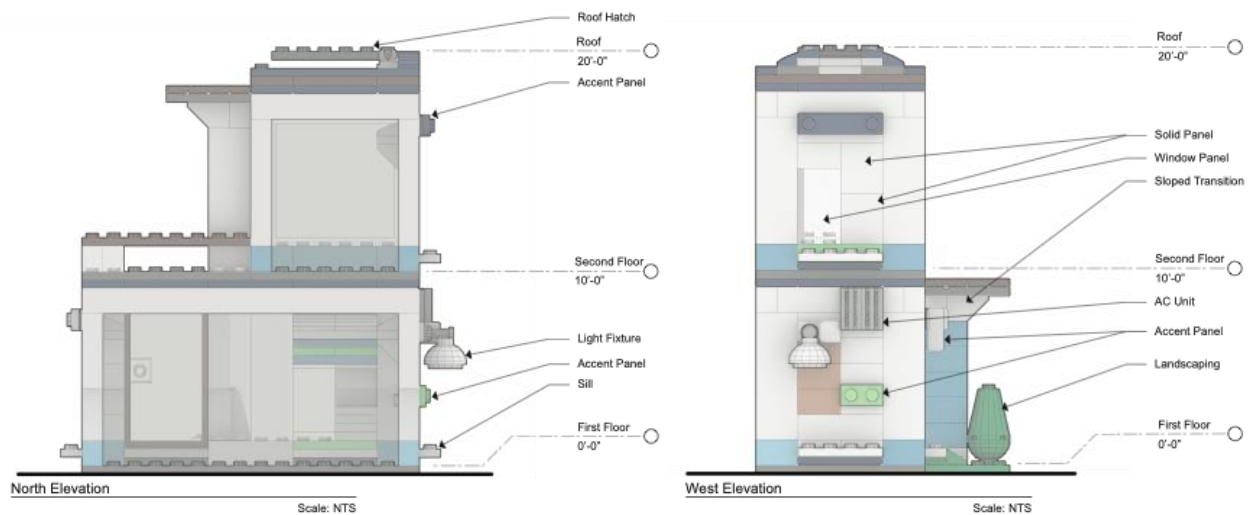 Roof Hatch
Roof
20'-0"
Accent Panel
Second Floor
10'-0"
Light Fixture
Accent Panel
Sill
First Floor
0'-0"
North Elevation
Scale: NTS
Roof
20'-0"
Solid Panel
Window Panel
Sloped Transition
Second Floor
10'-0"
AC Unit
Accent Panel
Landscaping
First Floor
0'-0"
West Elevation
Scale: NTS